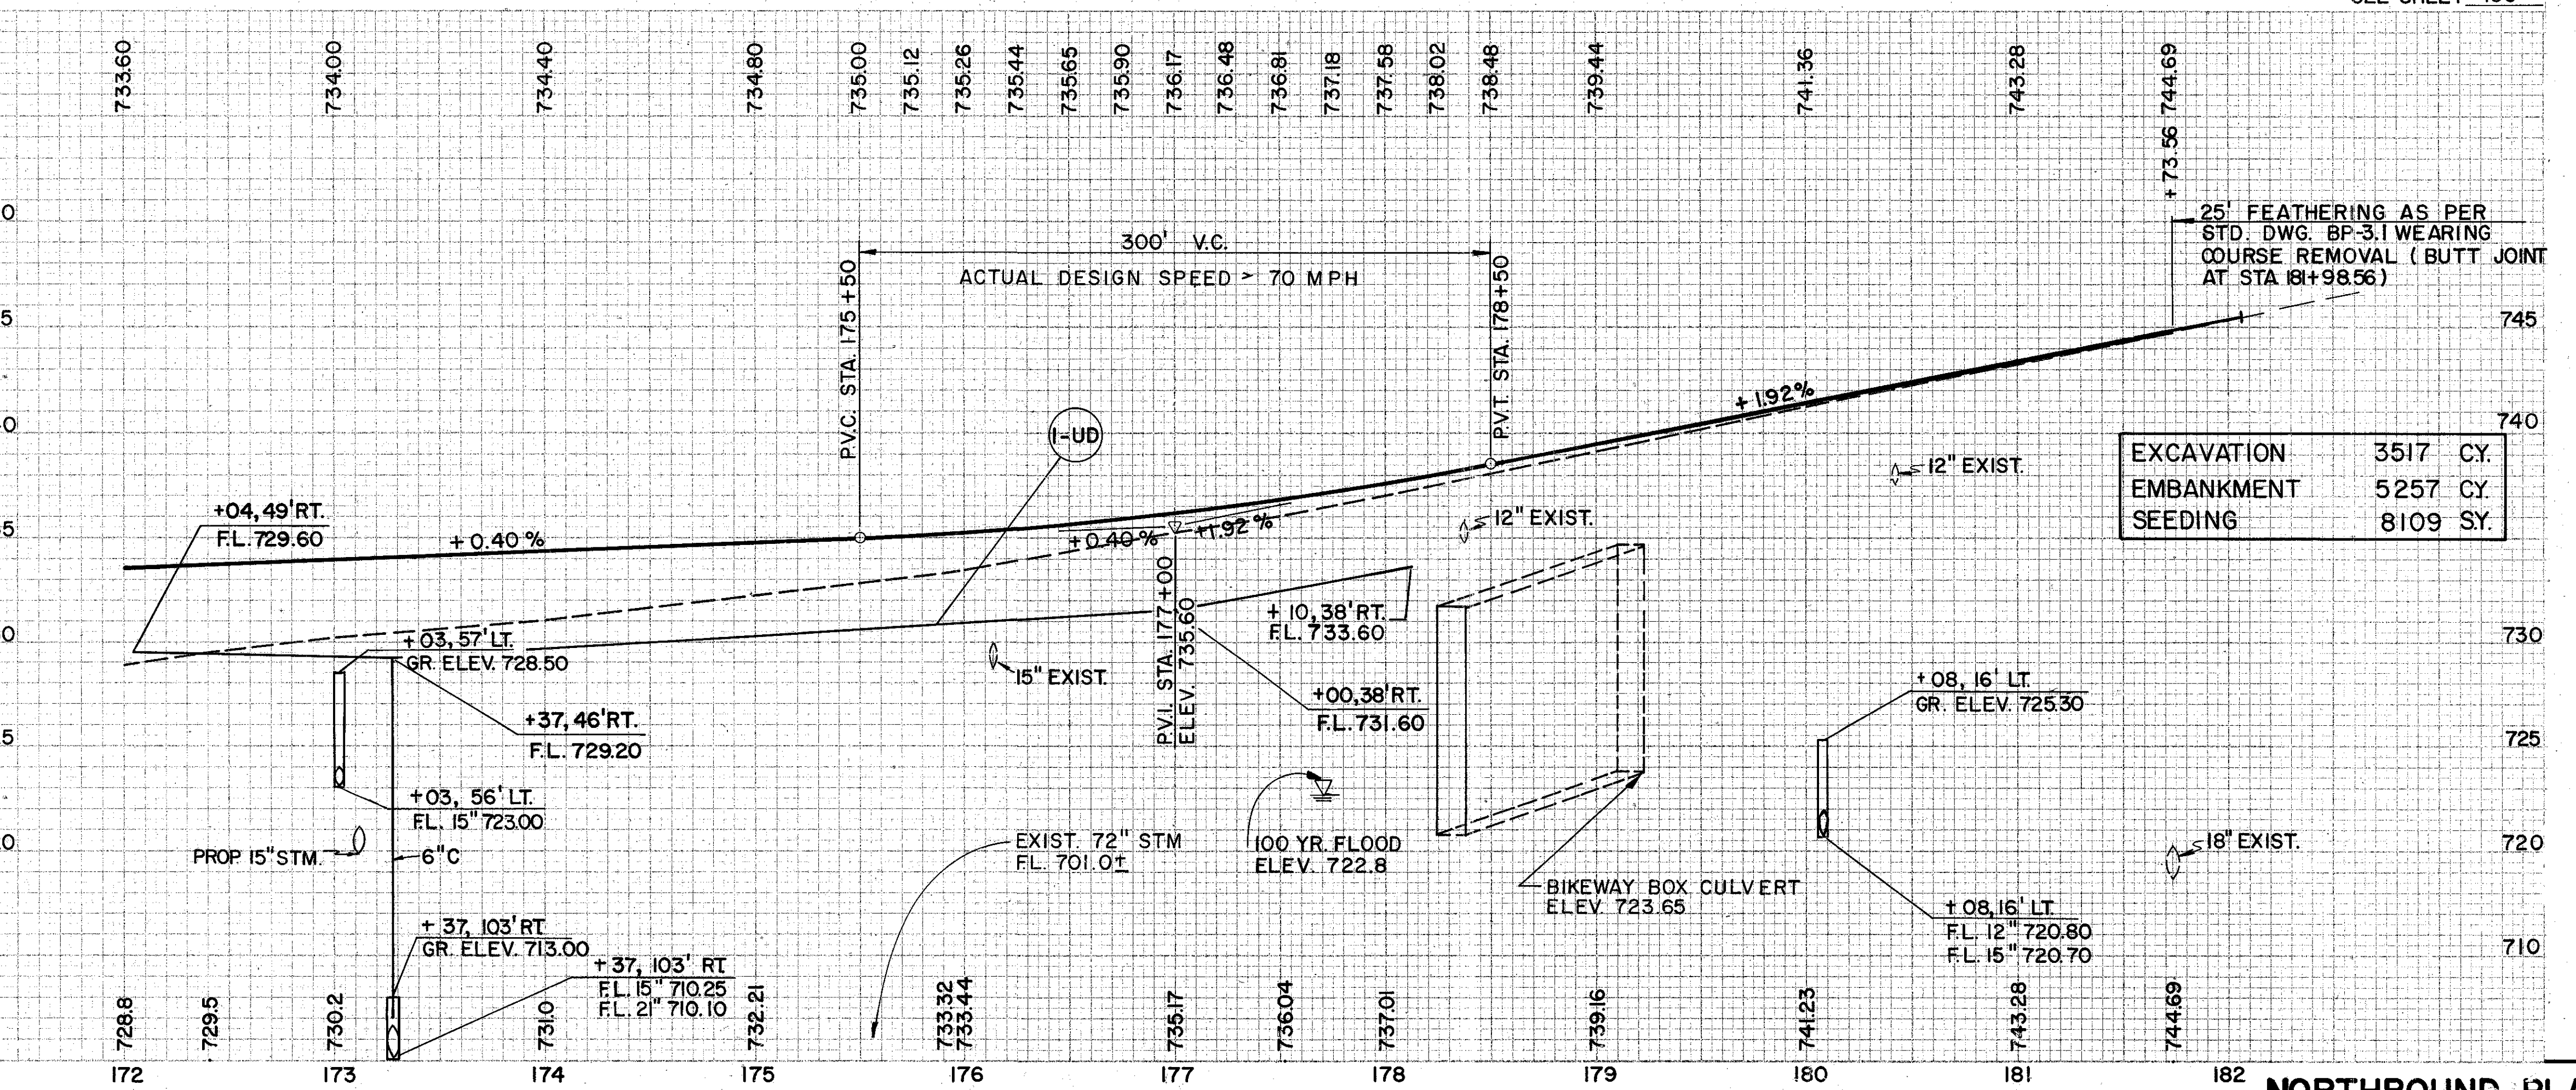 733.60
734.00
734.40
734.80
735.00
735.12
735.26
735.44
735.65
735.90
736.17
736.48
736.81
737.18
737.58
738.02
738.48
739.44
741.36
743.28
744.69
+73.56
25' FEATHERING AS PER
STD. DWG. BP-3.1 WEARING
COURSE REMOVAL (BUTT JOINT
AT STA. 181+98.56)
300' V.C.
ACTUAL DESIGN SPEED > 70 MPH
P.V.C. STA. 175+50
P.V.T. STA. 178+50
745
740
730
725
720
710
+1.92%
1-UD
EXCAVATION 3517 C.Y.
EMBANKMENT 5257 C.Y.
SEEDING 8109 S.Y.
12" EXIST.
12" EXIST.
+04, 49' RT.
F.L. 729.60
+0.40%
+0.40%
+1.92%
P.V.I. STA. 177+00
ELEV. 735.60
+10, 38' RT.
F.L. 733.60
+03, 57' LT.
GR. ELEV. 728.50
15" EXIST.
+37, 46' RT.
F.L. 729.20
+00, 38' RT.
F.L. 731.60
+08, 16' LT.
GR. ELEV. 725.30
+03, 56' LT.
F.L. 15" 723.00
PROP 15" STM.
6" C
EXIST. 72" STM
F.L. 701.0±
100 YR. FLOOD
ELEV. 722.8
BIKEWAY BOX CULVERT
ELEV. 723.65
18" EXIST.
+08, 16' LT.
F.L. 12" 720.80
F.L. 15" 720.70
+37, 103' RT.
GR. ELEV. 713.00
+37, 103' RT
F.L. 15" 710.25
F.L. 21" 710.10
728.8
729.5
730.2
731.0
732.21
733.32
733.44
735.17
736.04
737.01
739.16
741.23
743.28
744.69
172
173
174
175
176
177
178
179
180
181
182
NORTHBOUND